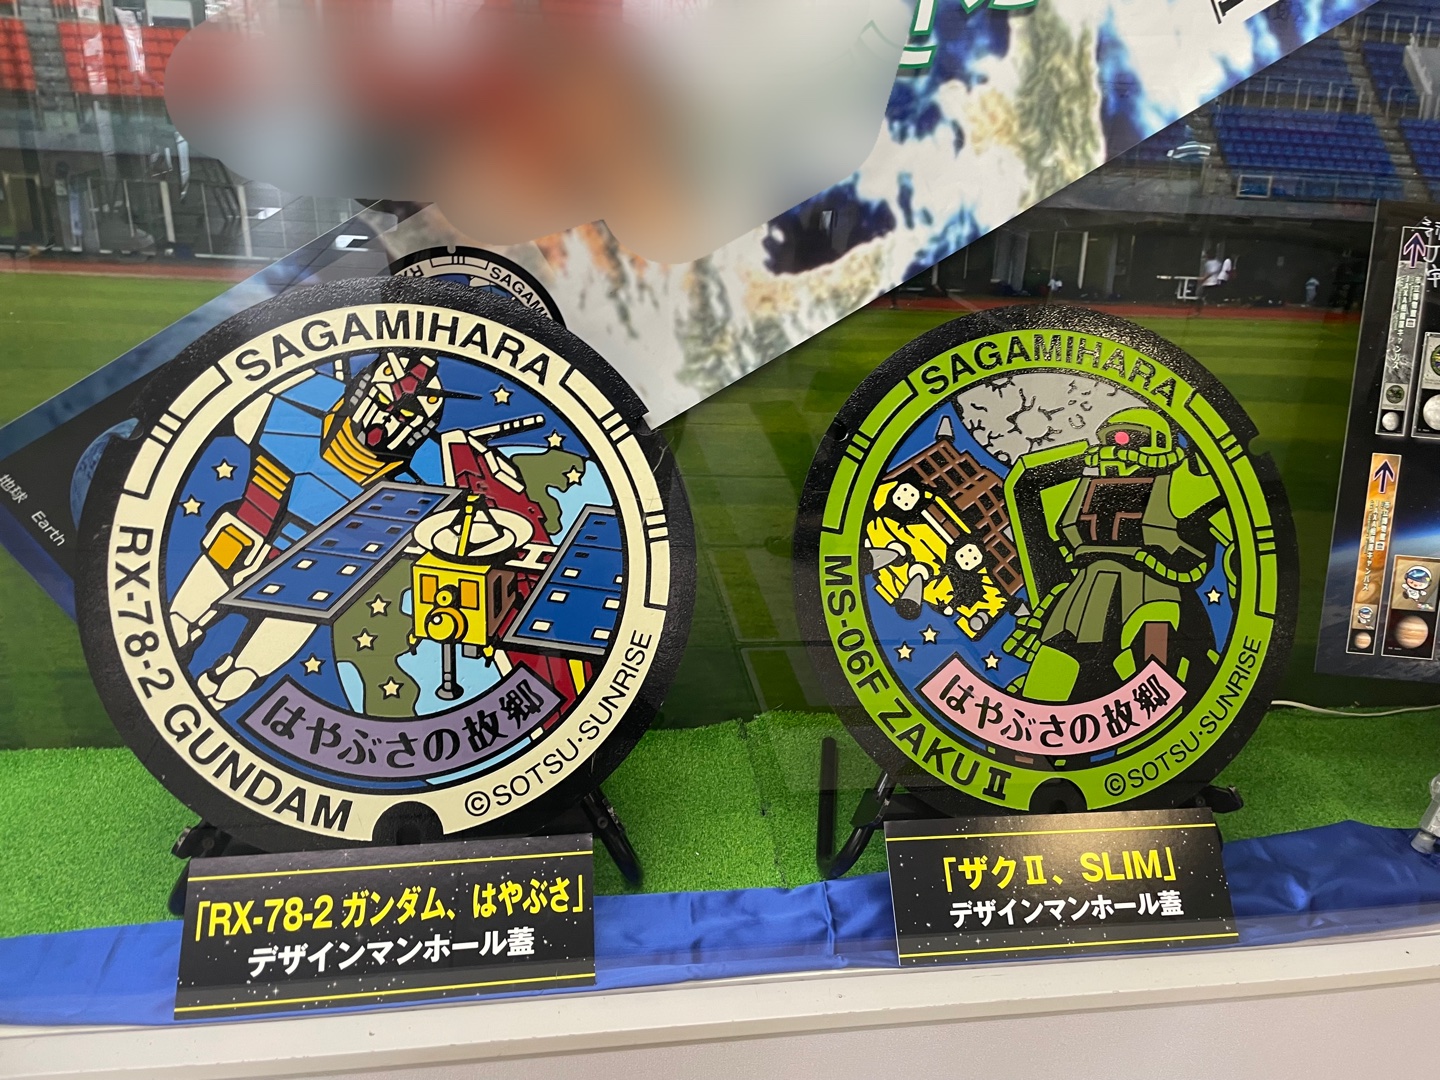 SAGAMIHARA
RX-78-2 GUNDAM
©SOTSU・SUNRISE
はやぶさの故郷
「RX-78-2 ガンダム、はやぶさ」
デザインマンホール蓋
SAGAMIHARA
MS-06F ZAKU II
©SOTSU・SUNRISE
はやぶさの故郷
「ザクⅡ、SLIM」
デザインマンホール蓋
地球 Earth